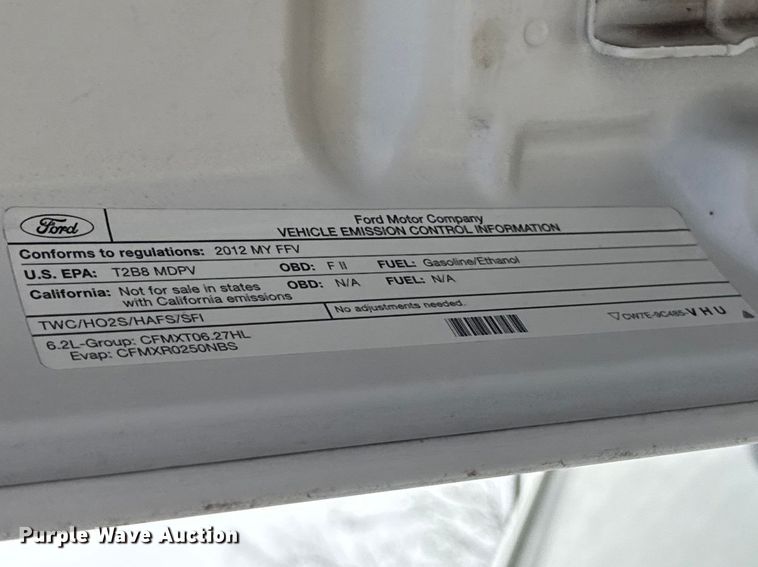 Ford
Ford Motor Company
VEHICLE EMISSION CONTROL INFORMATION
Conforms to regulations: 2012 MY FFV
U.S. EPA: T2B8 MDPV OBD: F II FUEL: Gasoline/Ethanol
California: Not for sale in states with California emissions OBD: N/A FUEL: N/A
TWC/HO2S/HAFS/SFI
No adjustments needed.
6.2L-Group: CFMXT06.27HL
Evap: CFMXR0250NBS
CW7E-9C485-VHU
Purple Wave Auction